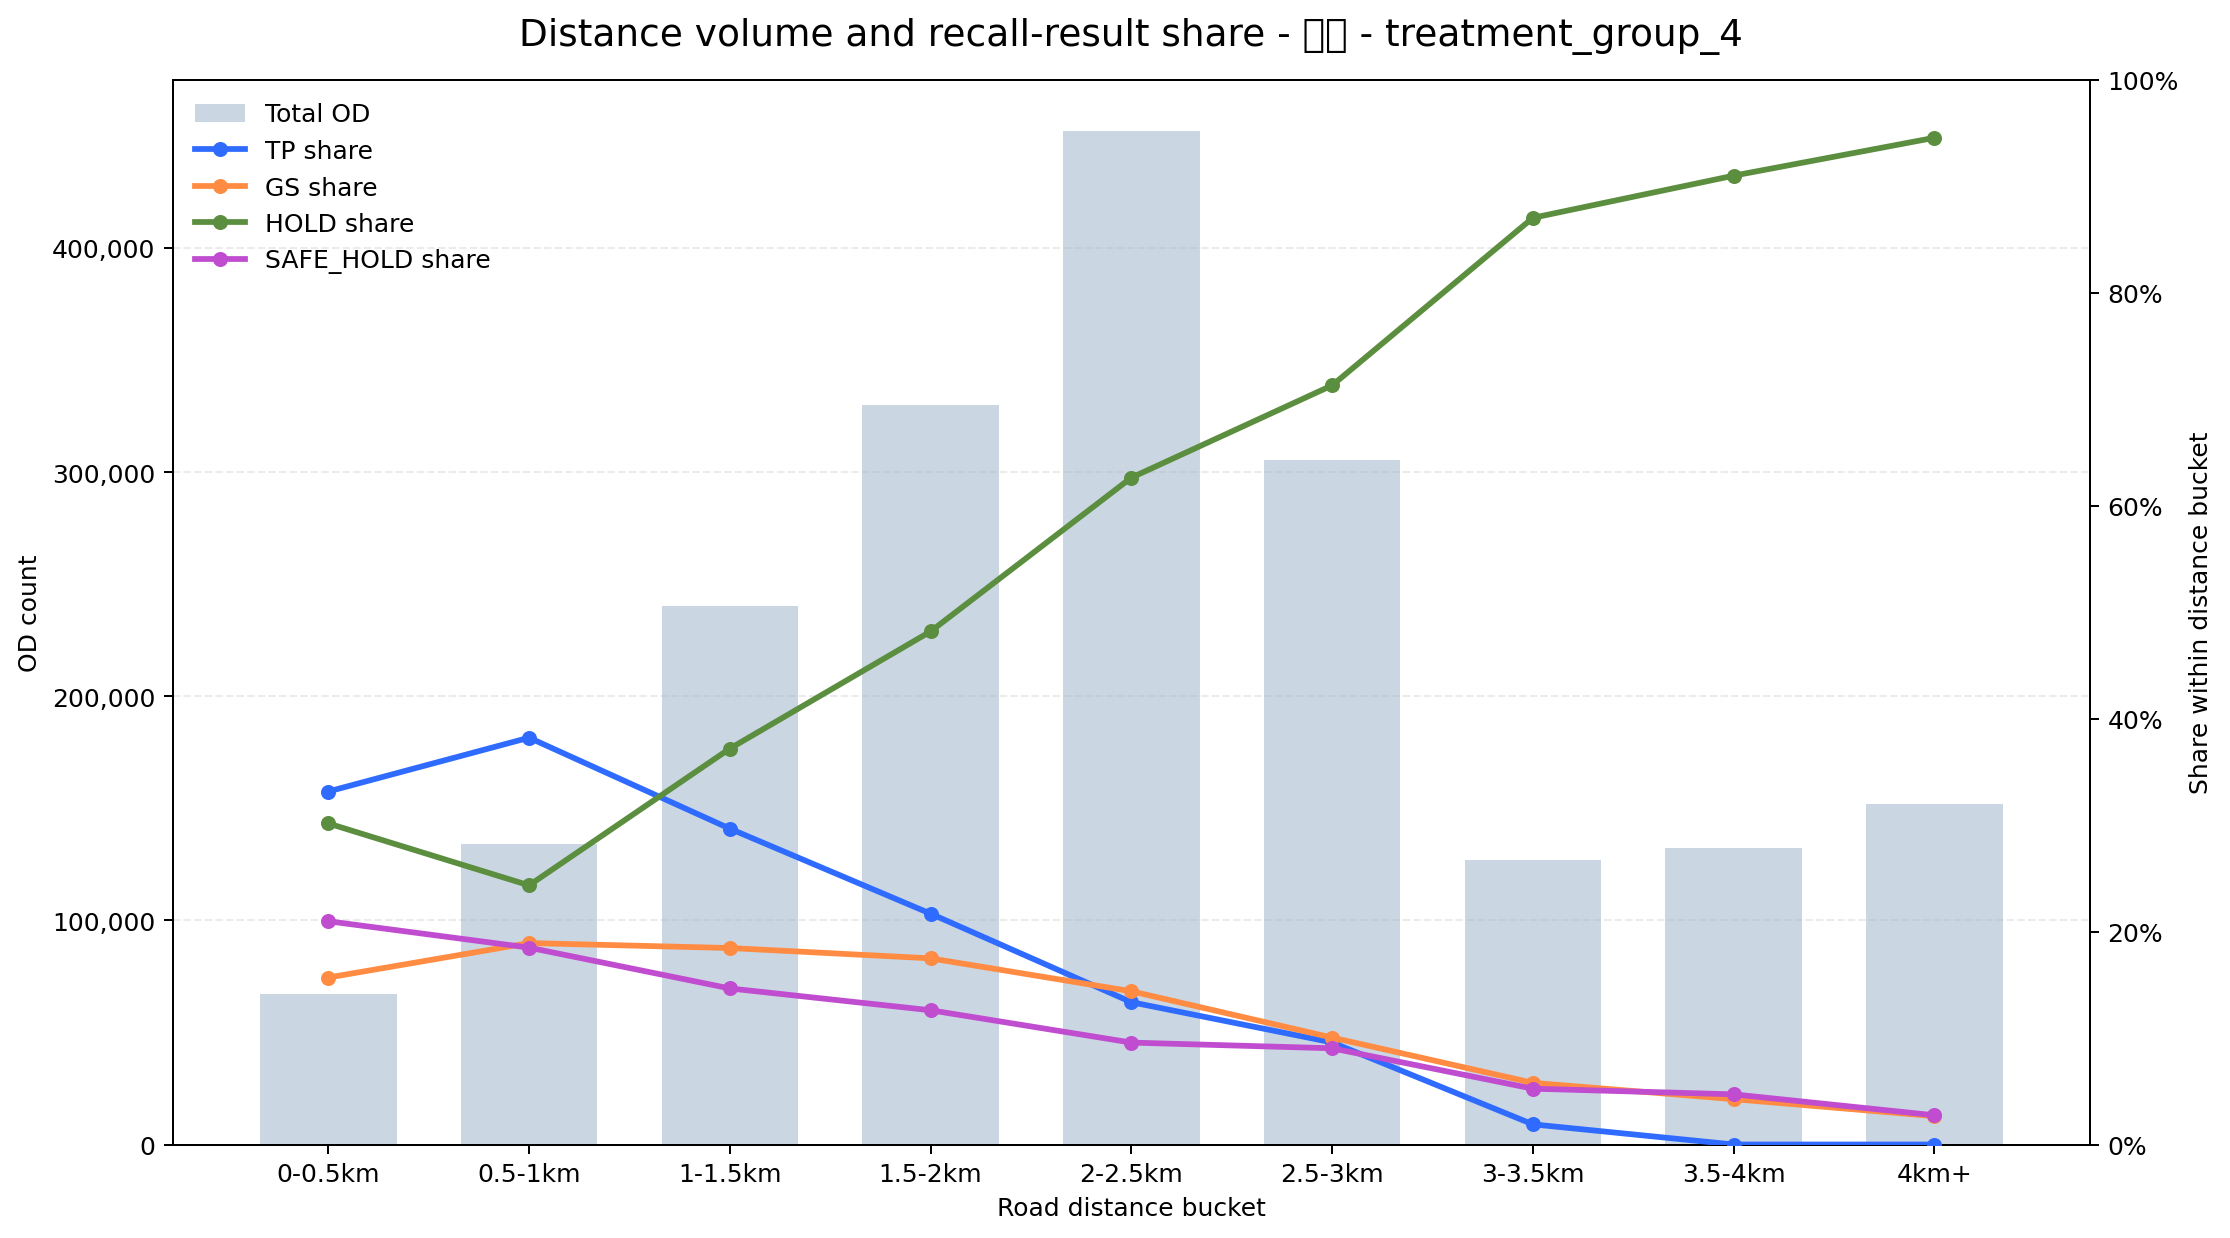 Distance volume and recall-result share - - treatment_group_4
Total OD
TP share
GS share
HOLD share
SAFE_HOLD share
OD count
400,000
300,000
200,000
100,000
0
100%
80%
60%
40%
20%
0%
Share within distance bucket
0-0.5km
0.5-1km
1-1.5km
1.5-2km
2-2.5km
2.5-3km
3-3.5km
3.5-4km
4km+
Road distance bucket